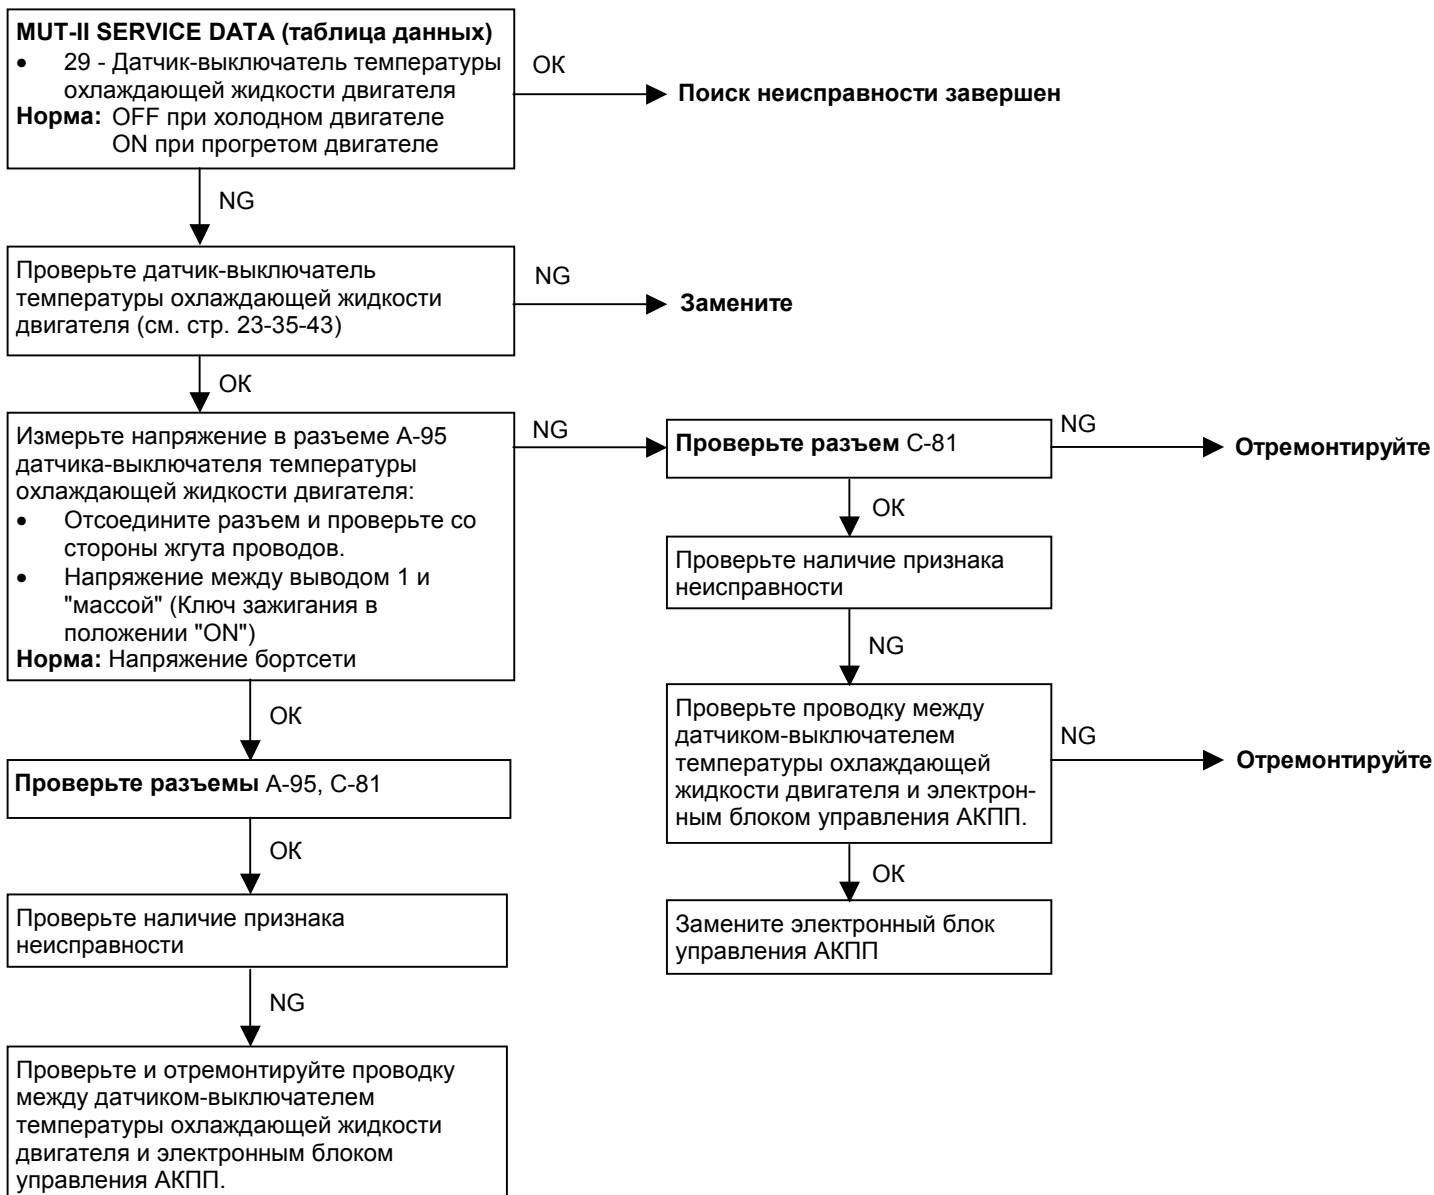 MUT-II SERVICE DATA (таблица данных)
• 29 - Датчик-выключатель температуры
охлаждающей жидкости двигателя
Норма: OFF при холодном двигателе
ON при прогретом двигателе
OK
Поиск неисправности завершен
NG
Проверьте датчик-выключатель
температуры охлаждающей жидкости
двигателя (см. стр. 23-35-43)
NG
Замените
OK
Измерьте напряжение в разъеме А-95
датчика-выключателя температуры
охлаждающей жидкости двигателя:
• Отсоедините разъем и проверьте со
стороны жгута проводов.
• Напряжение между выводом 1 и
"массой" (Ключ зажигания в
положении "ON")
Норма: Напряжение бортсети
NG
Проверьте разъем С-81
NG
Отремонтируйте
OK
Проверьте наличие признака
неисправности
NG
Проверьте проводку между
датчиком-выключателем
температуры охлаждающей
жидкости двигателя и электрон-
ным блоком управления АКПП.
NG
Отремонтируйте
OK
Замените электронный блок
управления АКПП
OK
Проверьте разъемы А-95, С-81
OK
Проверьте наличие признака
неисправности
NG
Проверьте и отремонтируйте проводку
между датчиком-выключателем
температуры охлаждающей жидкости
двигателя и электронным блоком
управления АКПП.